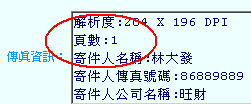 解析度:204 X 196 DPI
頁數:1
傳真資訊:
寄件人名稱:林大發
寄件人傳真號碼:86889889
寄件人公司名稱:旺財